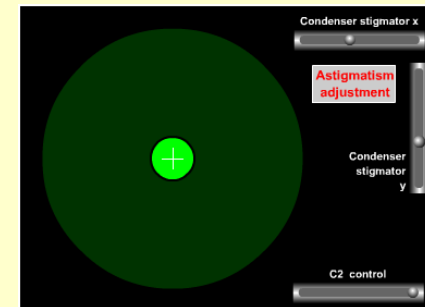 Condenser stigmator x
Astigmatism
adjustment
Condenser
stigmator
y
C2 control